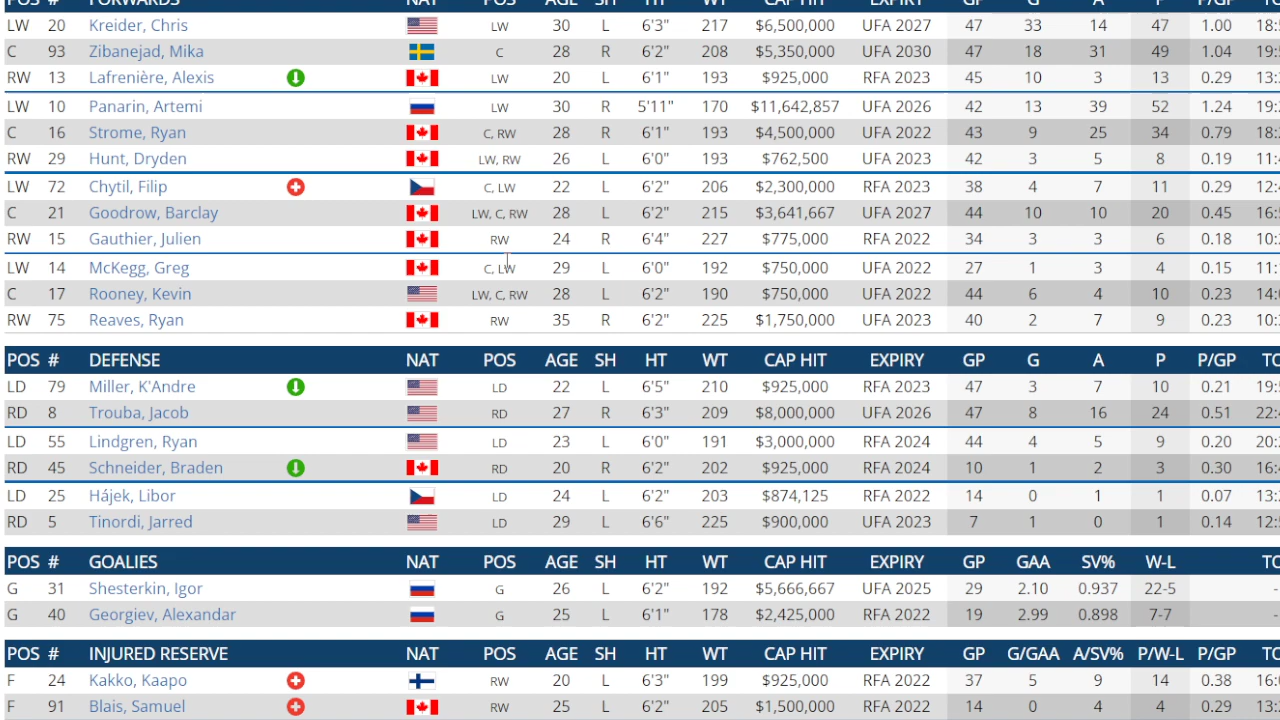 POS # FORWARDS NAT POS AGE SH HT WT CAP HIT EXPIRY GP G A P P/GP
LW 20 Kreider, Chris LW 30 L 6'3" 217 $5,500,000 UFA 2027 47 33 14 47 1.00 18:
C 93 Zibanejad, Mika C 28 R 6'2" 208 $5,350,000 UFA 2030 47 18 31 49 1.04 19:
RW 13 Lafrenière, Alexis LW 20 L 6'1" 193 $925,000 RFA 2023 45 10 3 13 0.29 13:
LW 10 Panarin, Artemi LW 30 R 5'11" 170 $11,642,857 UFA 2026 42 13 39 52 1.24 19:
C 16 Strome, Ryan C, RW 28 R 6'1" 193 $4,500,000 UFA 2022 43 9 25 34 0.79 18:
RW 29 Hunt, Dryden LW, RW 26 L 6'0" 193 $762,500 UFA 2023 42 3 5 8 0.19 11:
LW 72 Chytil, Filip C, LW 22 L 6'2" 206 $2,300,000 RFA 2023 38 4 7 11 0.29 12:
C 21 Goodrow, Barclay LW, C, RW 28 L 6'2" 215 $3,641,667 UFA 2027 44 10 10 20 0.45 16:
RW 15 Gauthier, Julien RW 24 R 6'4" 227 $775,000 RFA 2022 34 3 3 6 0.18 10:
LW 14 McKegg, Greg C, LW 29 L 6'0" 192 $750,000 UFA 2022 27 1 3 4 0.15 11:
C 17 Rooney, Kevin LW, C, RW 28 L 6'2" 190 $750,000 UFA 2022 44 6 4 10 0.23 14:
RW 75 Reaves, Ryan RW 35 R 6'2" 225 $1,750,000 UFA 2023 40 2 7 9 0.23 10:
POS # DEFENSE NAT POS AGE SH HT WT CAP HIT EXPIRY GP G A P P/GP TO
LD 79 Miller, K'Andre LD 22 L 6'5" 210 $925,000 RFA 2023 47 3 7 10 0.21 19:
RD 8 Trouba, Jacob RD 27 R 6'3" 209 $8,000,000 UFA 2026 47 8 16 24 0.51 22:
LD 55 Lindgren, Ryan LD 23 L 6'0" 191 $3,000,000 RFA 2024 44 4 5 9 0.20 20:
RD 45 Schneider, Braden RD 20 R 6'2" 202 $925,000 RFA 2024 10 1 2 3 0.30 16:
LD 25 Hájek, Libor LD 24 L 6'2" 203 $874,125 RFA 2022 14 0 1 1 0.07 13:
RD 5 Tinordi, Jarred LD 29 L 6'6" 225 $900,000 UFA 2023 7 1 0 1 0.14 12:
POS # GOALIES NAT POS AGE SH HT WT CAP HIT EXPIRY GP GAA SV% W-L TO
G 31 Shesterkin, Igor G 26 L 6'2" 192 $5,666,667 UFA 2025 29 2.10 0.937 22-5 -
G 40 Georgiev, Alexandar G 25 L 6'1" 178 $2,425,000 RFA 2022 19 2.99 0.898 7-7 -
POS # INJURED RESERVE NAT POS AGE SH HT WT CAP HIT EXPIRY GP G/GAA A/SV% P/W-L P/GP TO
F 24 Kakko, Kaapo RW 20 L 6'3" 199 $925,000 RFA 2022 37 5 9 14 0.38 16:
F 91 Blais, Samuel RW 25 L 6'2" 205 $1,500,000 RFA 2022 14 0 4 4 0.29 13: